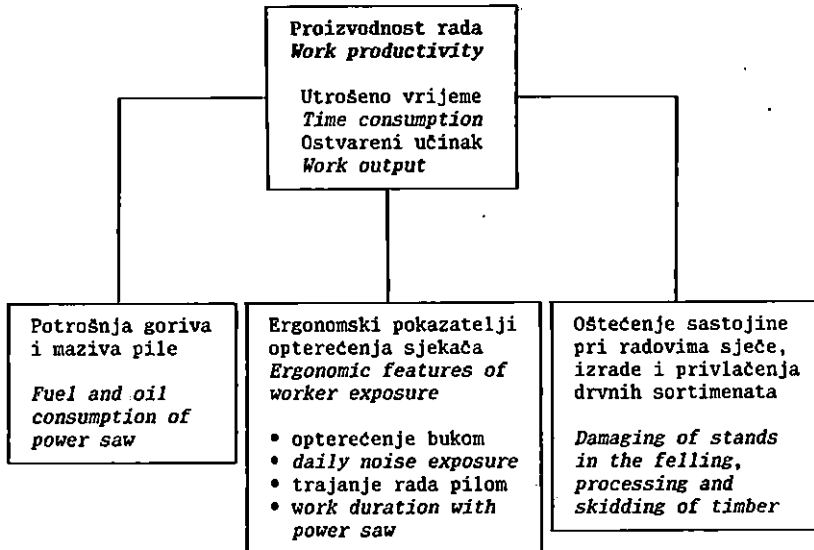 Proizvodnost rada
Work productivity
Utrošeno vrijeme
Time consumption
Ostvareni učinak
Work output
Potrošnja goriva
i maziva pile
Fuel and oil
consumption of
power saw
Ergonomski pokazatelji
opterećenja sjekača
Ergonomic features of
worker exposure
• opterećenje bukom
• daily noise exposure
• trajanje rada pilom
• work duration with
power saw
Oštećenje sastojine
pri radovima sječe,
izrade i privlačenja
drvnih sortimenata
Damaging of stands
in the felling,
processing and
skidding of timber